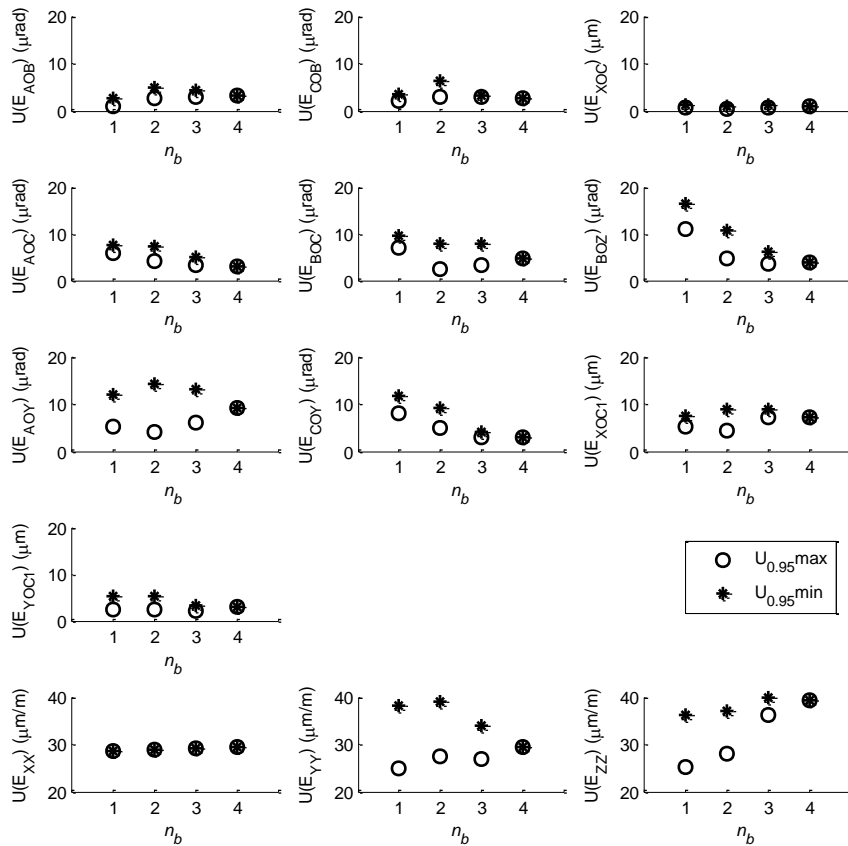 U(E_AOB) (μrad)
20
10
0
1 2 3 4
n_b
U(E_COB) (μrad)
20
10
0
1 2 3 4
n_b
U(E_XOC) (μm)
20
10
0
1 2 3 4
n_b
U(E_AOC) (μrad)
20
10
0
1 2 3 4
n_b
U(E_BOC) (μrad)
20
10
0
1 2 3 4
n_b
U(E_BOZ) (μrad)
20
10
0
1 2 3 4
n_b
U(E_AOY) (μrad)
20
10
0
1 2 3 4
n_b
U(E_COY) (μrad)
20
10
0
1 2 3 4
n_b
U(E_XOC1) (μm)
20
10
0
1 2 3 4
n_b
U(E_YOC1) (μm)
20
10
0
1 2 3 4
n_b
U_0.95max
U_0.95min
U(E_XX) (μm/m)
40
30
20
1 2 3 4
n_b
U(E_YY) (μm/m)
40
30
20
1 2 3 4
n_b
U(E_ZZ) (μm/m)
40
30
20
1 2 3 4
n_b